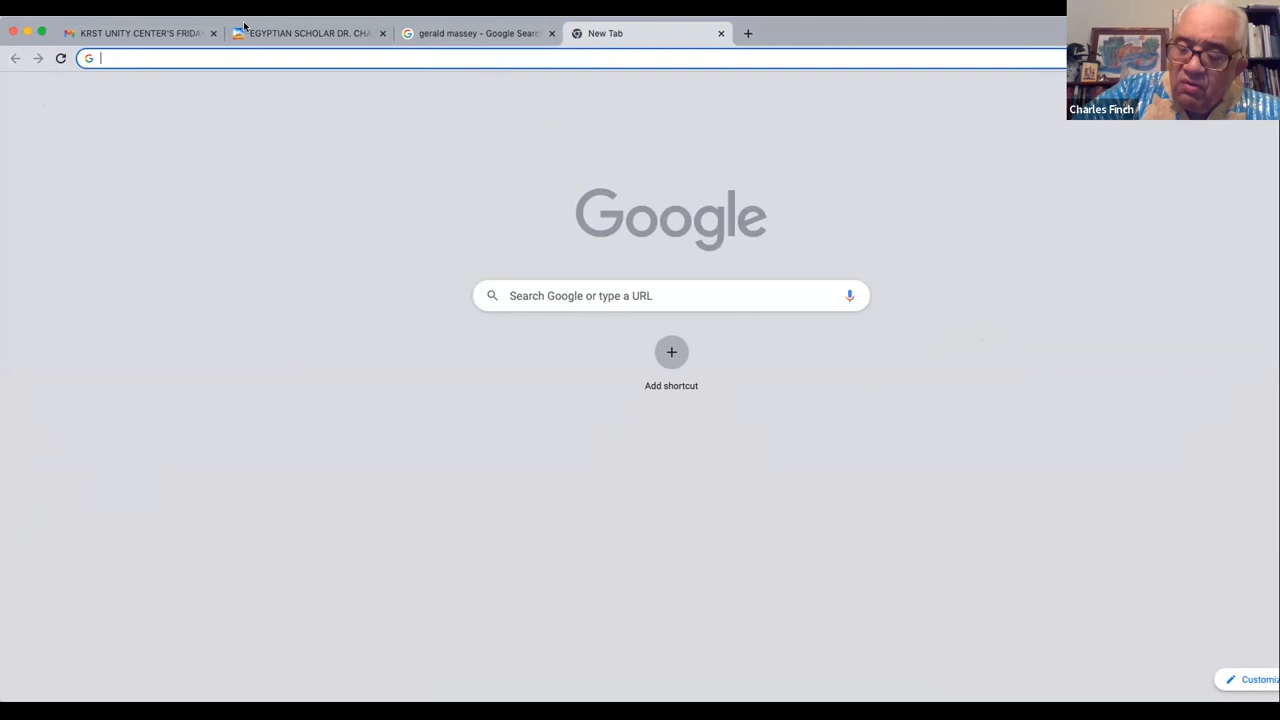 KRST UNITY CENTER'S FRIDA
EGYPTIAN SCHOLAR DR. CHA
gerald massey - Google Searc
New Tab
Charles Finch
Google
Search Google or type a URL
Add shortcut
Customiz